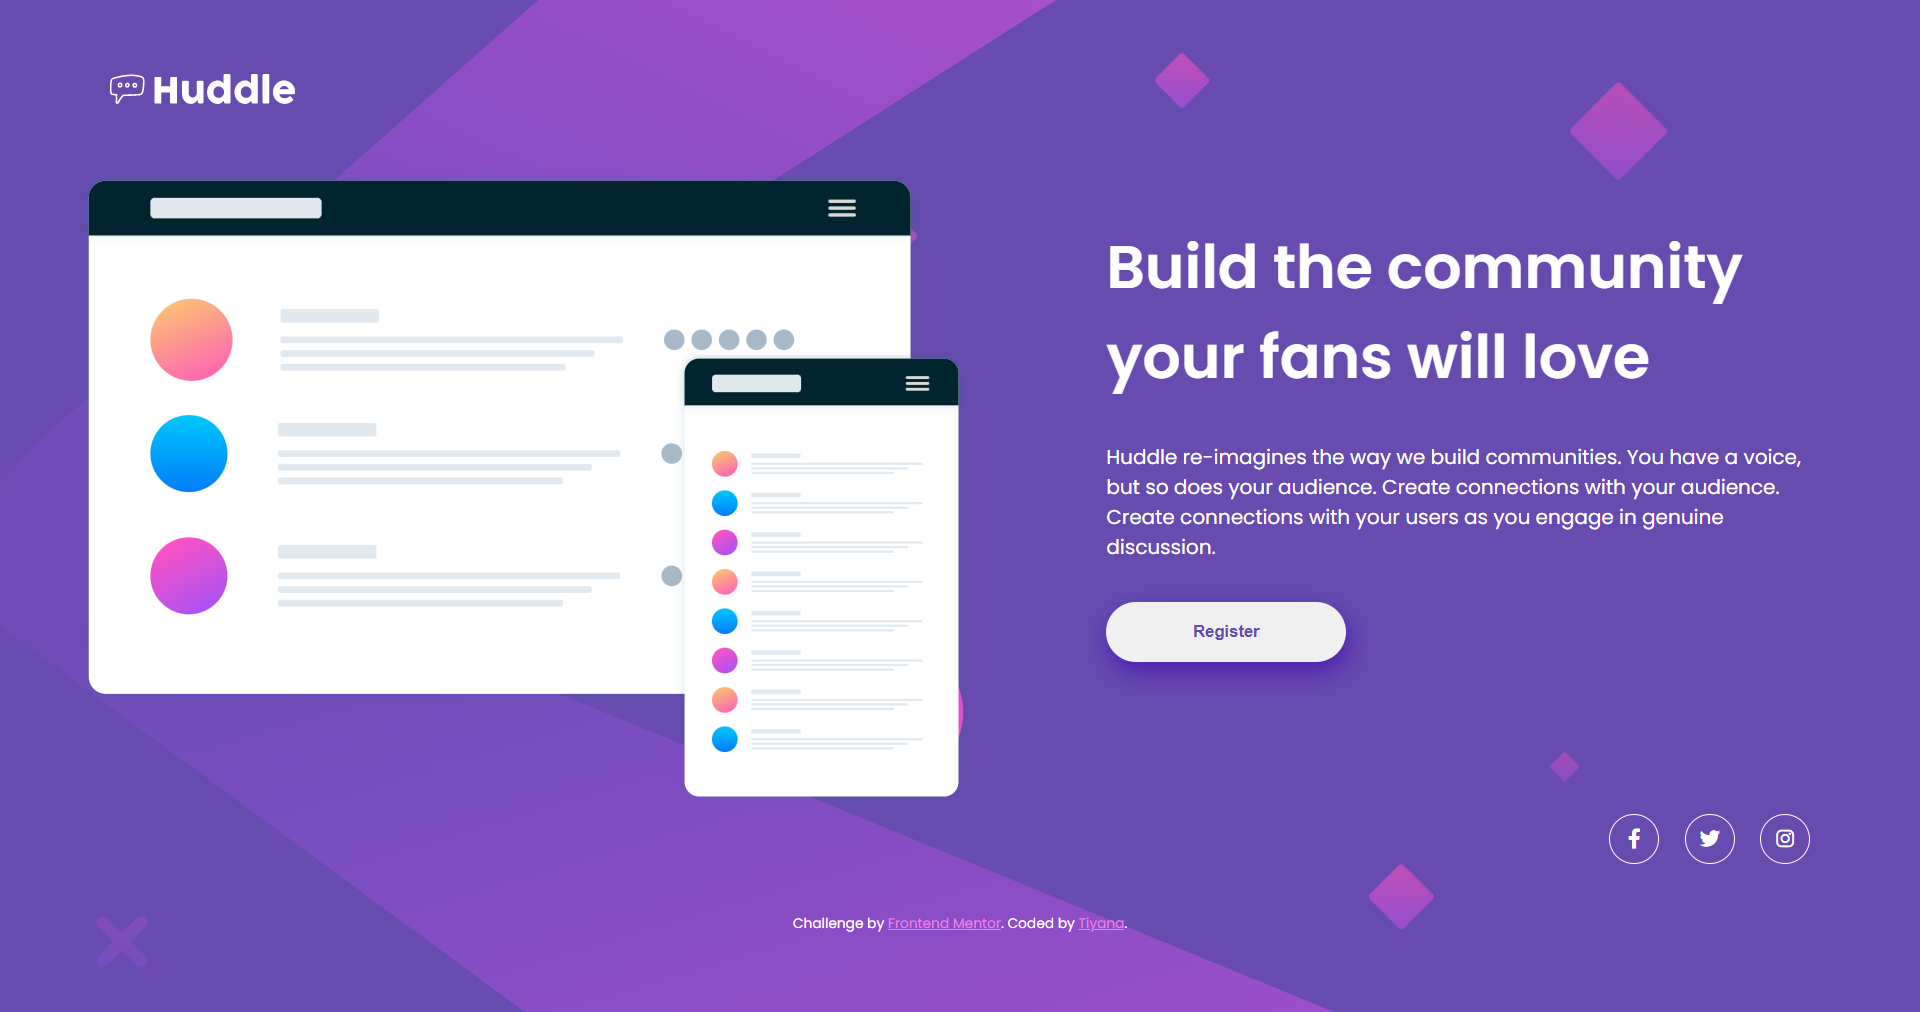 Huddle
Build the community
your fans will love
Huddle re-imagines the way we build communities. You have a voice,
but so does your audience. Create connections with your audience.
Create connections with your users as you engage in genuine
discussion.
Register
Challenge by Frontend Mentor. Coded by Tiyana.